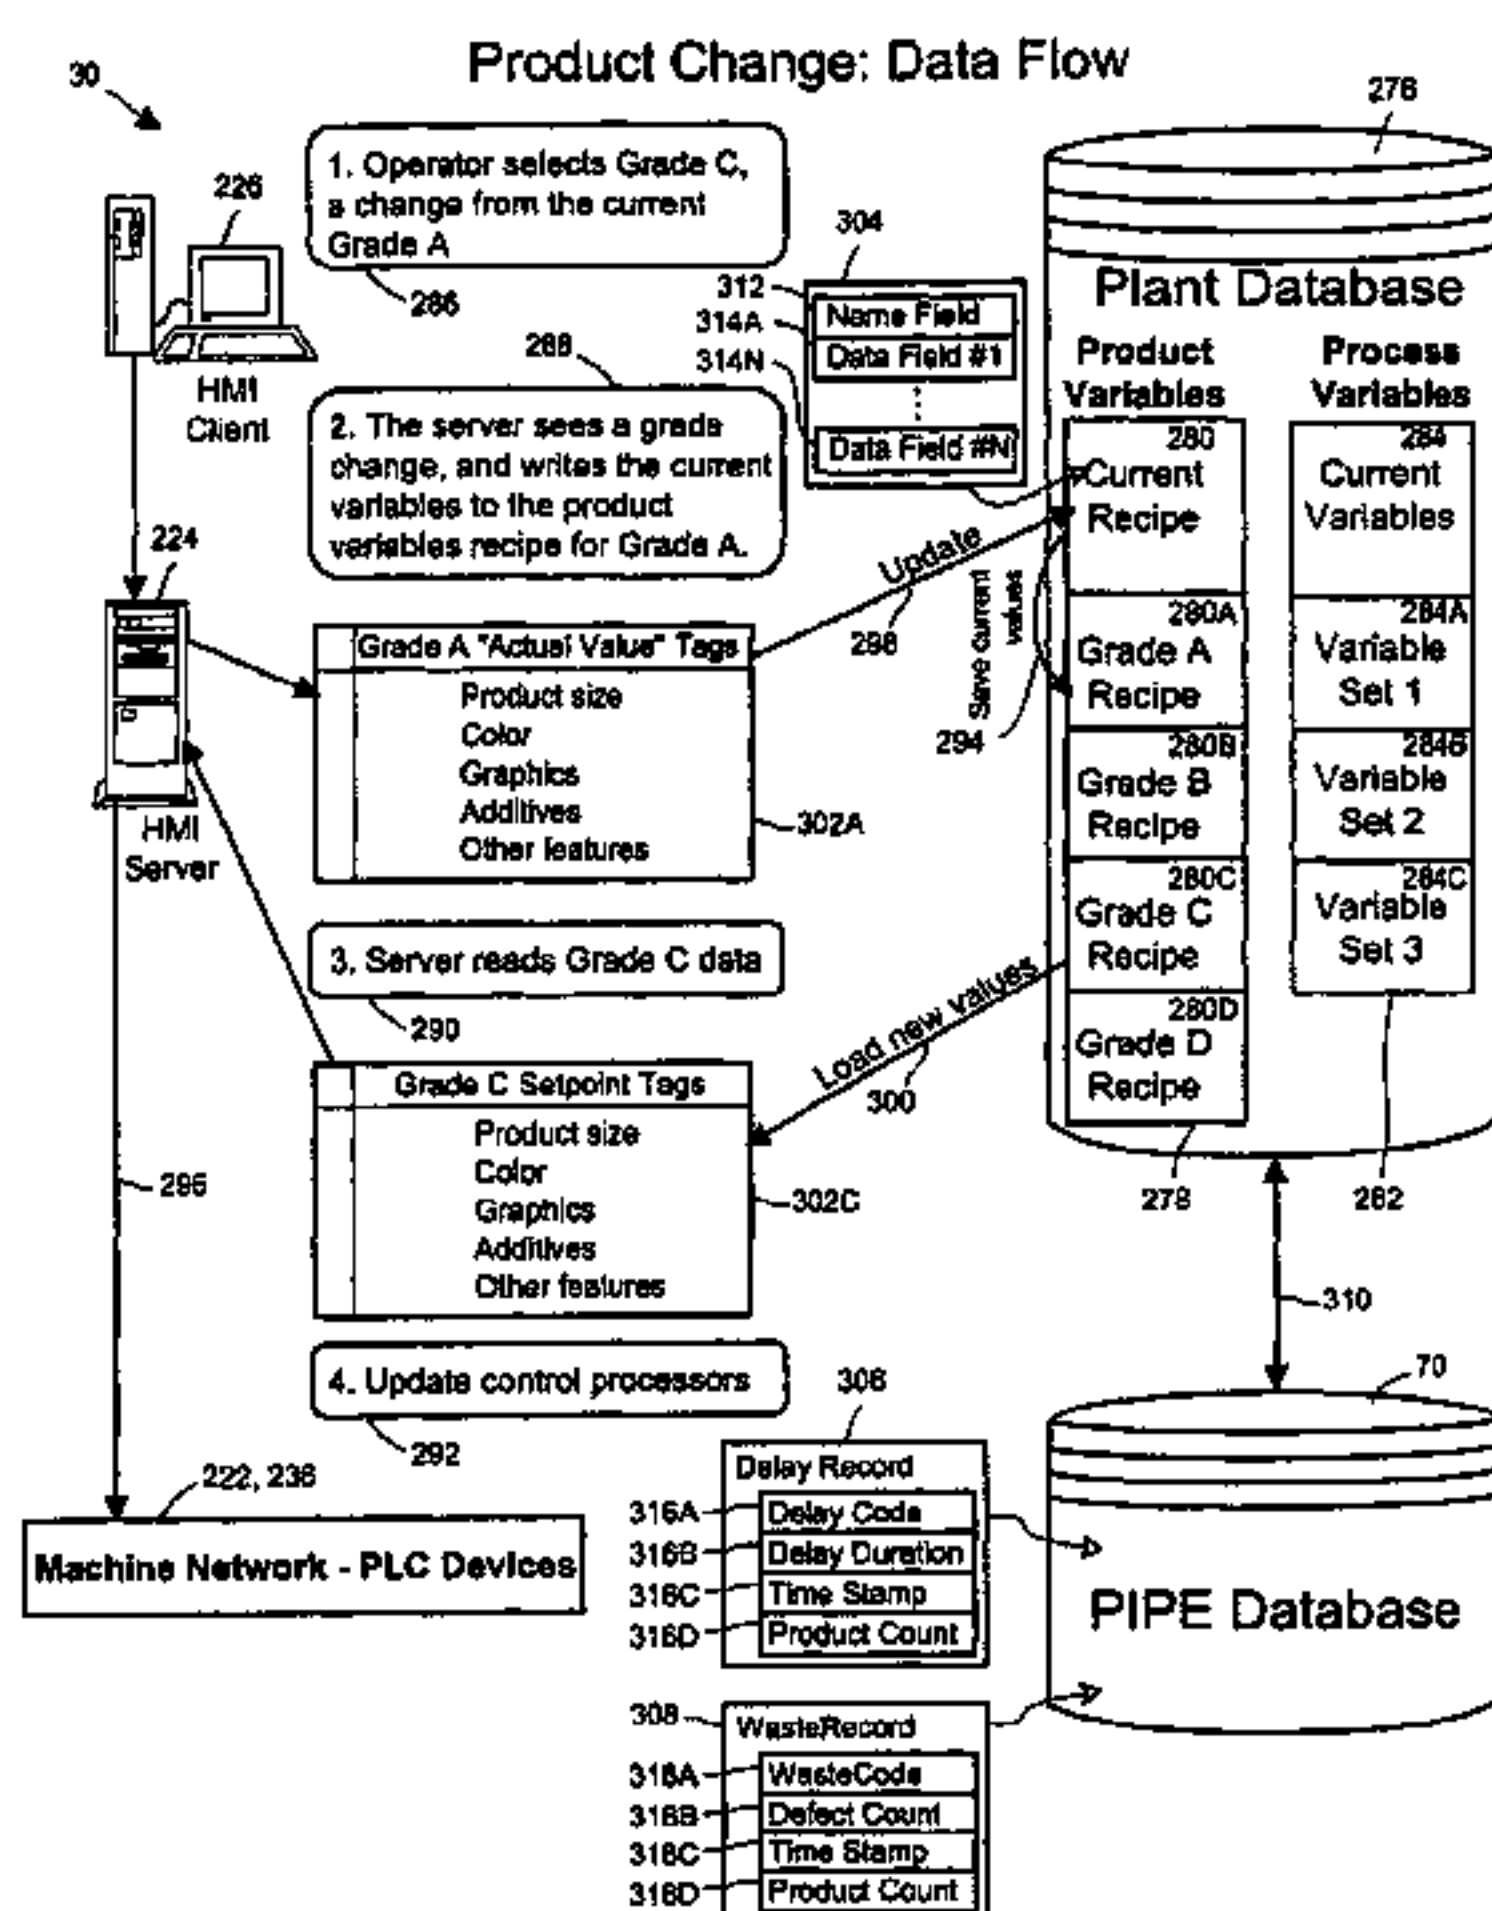 Product Change: Data Flow
30
276
1. Operator selects Grade C,
a change from the current
Grade A
226
286
304
312
314A
314N
Name Field
Data Field #1
Data Field #N
Plant Database
Product
Variables
Process
Variables
HMI
Client
288
2. The server sees a grade
change, and writes the current
variables to the product
variables recipe for Grade A.
280
Current
Recipe
284
Current
Variables
224
Update
298
Save current
values
294
280A
Grade A
Recipe
284A
Variable
Set 1
Grade A "Actual Value" Tags
Product size
Color
Graphics
Additives
Other features
302A
280B
Grade B
Recipe
284B
Variable
Set 2
HMI
Server
280C
Grade C
Recipe
284C
Variable
Set 3
3. Server reads Grade C data
290
Load new values
300
280D
Grade D
Recipe
Grade C Setpoint Tags
Product size
Color
Graphics
Additives
Other features
302C
296
278
282
310
4. Update control processors
292
306
70
222, 236
Machine Network - PLC Devices
Delay Record
316A
Delay Code
316B
Delay Duration
316C
Time Stamp
316D
Product Count
PIPE Database
308
WasteRecord
318A
WasteCode
318B
Defect Count
318C
Time Stamp
318D
Product Count